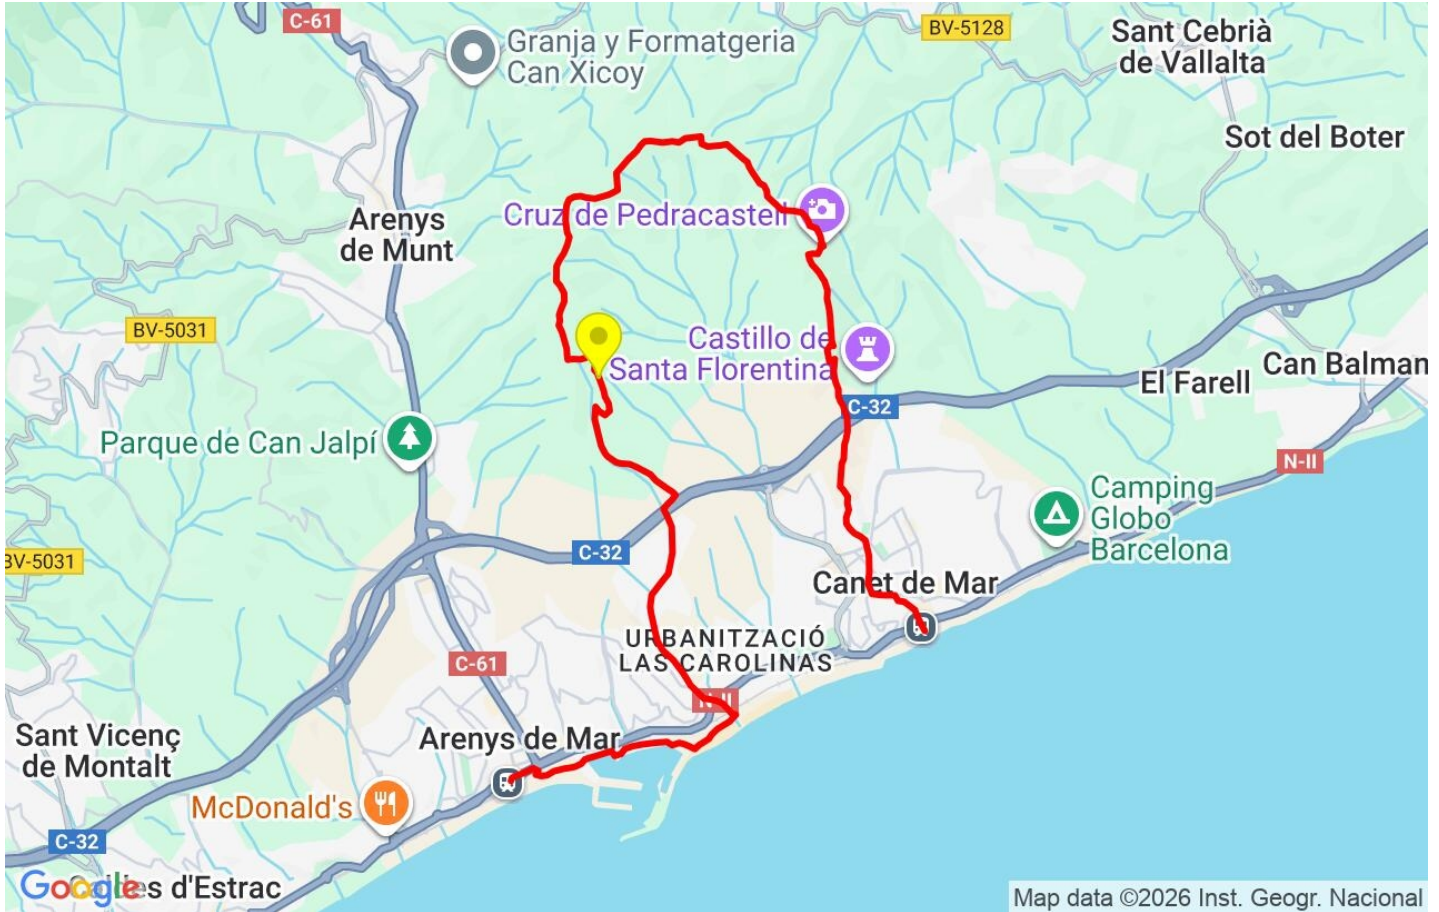 C-61
Granja y Formatgeria
Can Xicoy
BV-5128
Sant Cebrià
de Vallalta
Sot del Boter
Arenys
de Munt
Cruz de Pedracastell
BV-5031
Castillo de
Santa Florentina
Can Balman
El Farell
C-32
Parque de Can Jalpí
N-II
Camping
Globo
Barcelona
C-32
BV-5031
Canet de Mar
URBANITZACIÓ
LAS CAROLINAS
C-61
N-II
Sant Vicenç
de Montalt
Arenys de Mar
McDonald's
C-32
Google
es d'Estrac
Map data ©2026 Inst. Geogr. Nacional